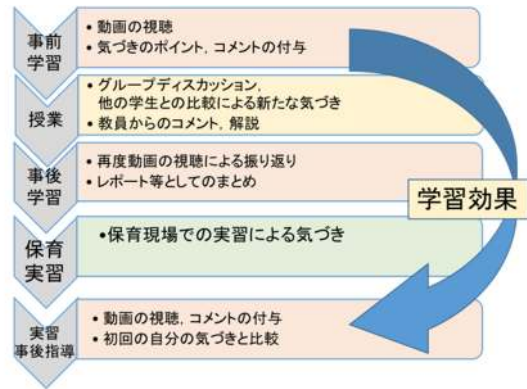 事前
学習
• 動画の視聴
• 気づきのポイント, コメントの付与
授業
• グループディスカッション,
他の学生との比較による新たな気づき
• 教員からのコメント, 解説
事後
学習
• 再度動画の視聴による振り返り
• レポート等としてのまとめ
学習効果
保育
実習
•保育現場での実習による気づき
実習
事後指導
• 動画の視聴, コメントの付与
• 初回の自分の気づきと比較